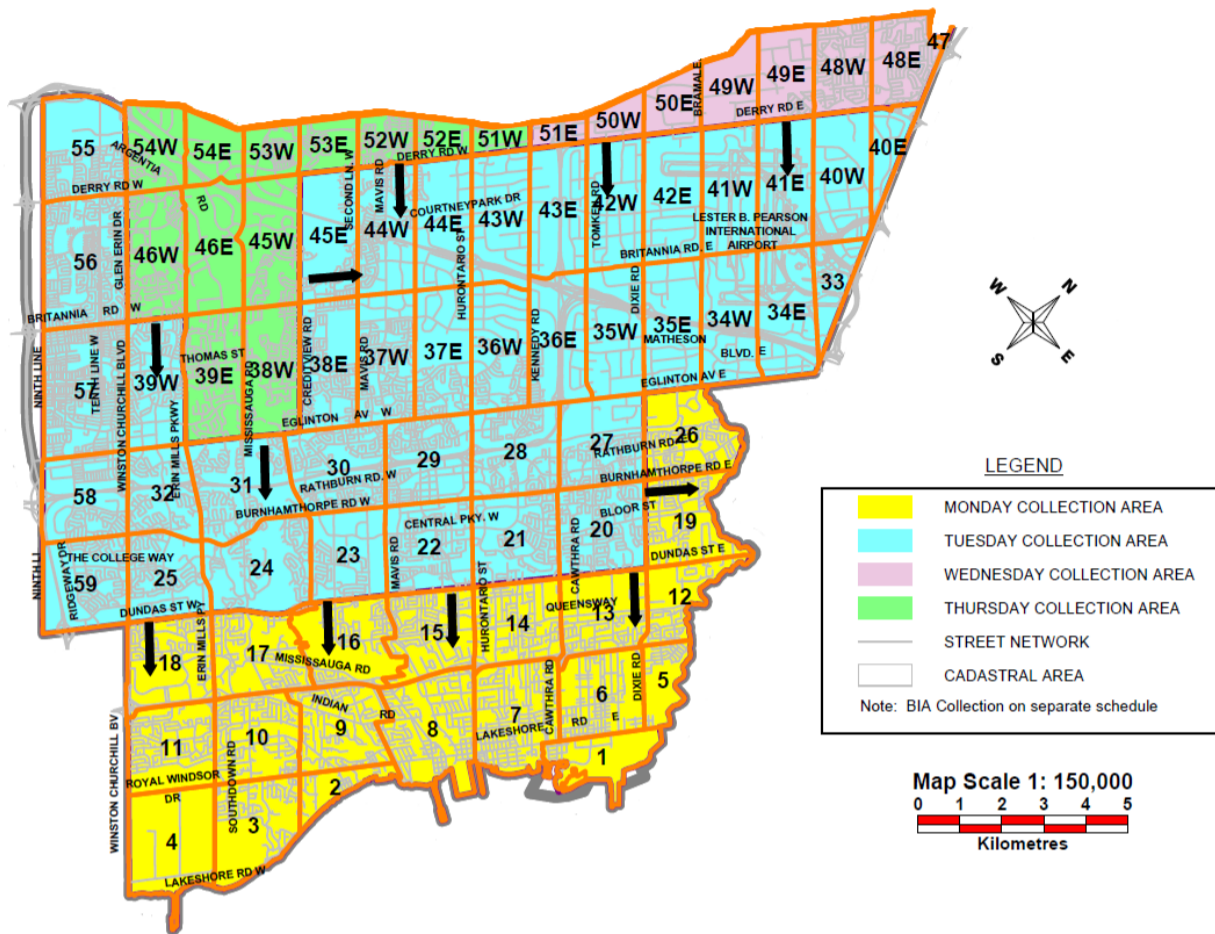 47
48E
48W
49E
49W
BRAMALE.
50E
50W
DERRY RD E
51E
51W
52E
52W
53E
53W
54E
54W
55
ARGENTIA
RD
DERRY RD W
SECOND LN. W
MAVIS RD
DERRY RD W
40E
40W
41E
41W
42E
42W
43E
43W
44E
44W
45E
45W
46E
46W
56
COURTNEYPARK DR
TOMKEN RD
LESTER B. PEARSON
INTERNATIONAL
AIRPORT
BRITANNIA RD. E
GLEN ERIN DR
HURONTARIO ST
BRITANNIA RD W
33
34E
34W
35E
35W
36E
36W
37E
37W
38E
38W
39E
39W
57
DIXIE RD
MATHESON
BLVD. E
KENNEDY RD
EGLINTON AV E
MAVIS RD
CREDITVIEW RD
THOMAS ST
MISSISSAUGA RD
NINTH LINE
TENTH LINE W
WINSTON CHURCHILL BLVD
ERIN MILLS PKWY
EGLINTON AV W
26
27
28
29
30
31
32
58
RATHBURN RD E
BURNHAMTHORPE RD E
RATHBURN RD. W
BURNHAMTHORPE RD W
BLOOR ST
CENTRAL PKY. W
19
20
21
22
23
24
25
59
THE COLLEGE WAY
NINTH LI
RIDGEWAY DR
DUNDAS ST W
DUNDAS ST E
MAVIS RD
HURONTARIO ST
CAWTHRA RD
ERIN MILLS PY
QUEENSWAY
12
13
14
15
16
17
18
MISSISSAUGA RD
INDIAN RD
CAWTHRA RD
DIXIE RD
5
6
7
8
9
10
11
LAKESHORE RD E
WINSTON CHURCHILL BV
SOUTHDOWN RD
ROYAL WINDSOR
DR
1
2
3
4
LAKESHORE RD W
N
E
S
W
LEGEND
MONDAY COLLECTION AREA
TUESDAY COLLECTION AREA
WEDNESDAY COLLECTION AREA
THURSDAY COLLECTION AREA
STREET NETWORK
CADASTRAL AREA
Note: BIA Collection on separate schedule
Map Scale 1: 150,000
0 1 2 3 4 5
Kilometres